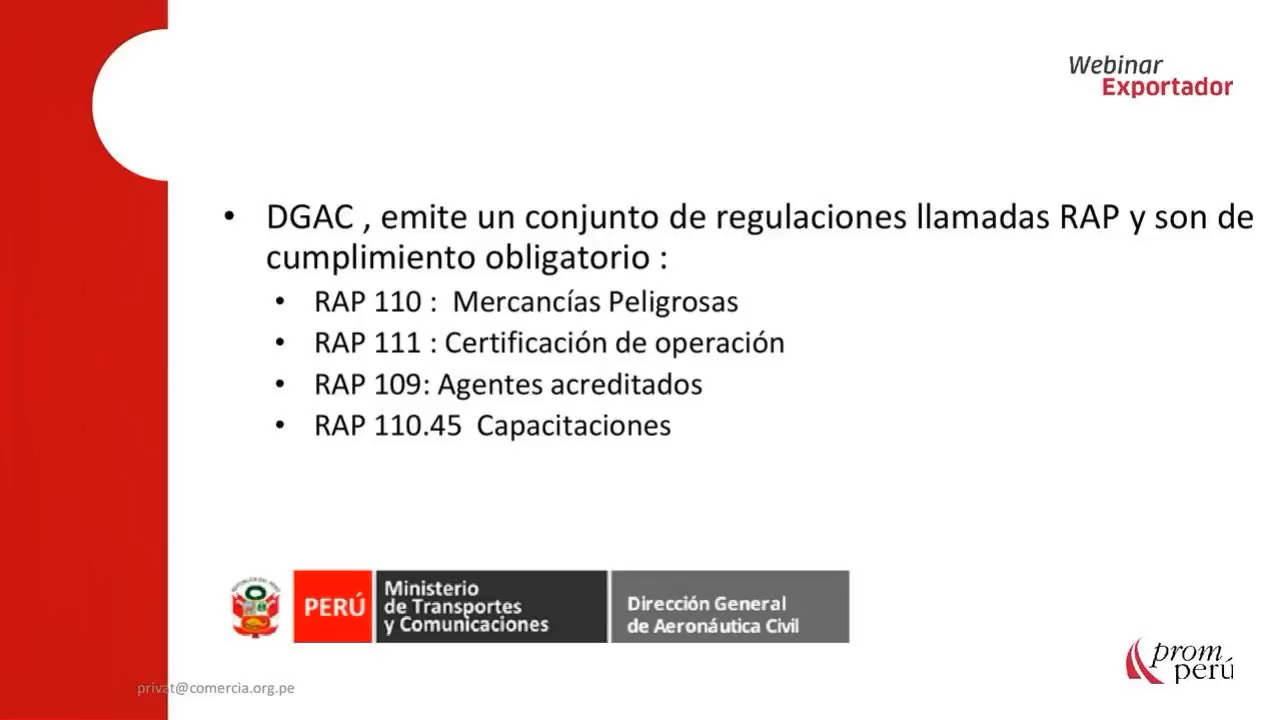 Webinar
Exportador
• DGAC , emite un conjunto de regulaciones llamadas RAP y son de
cumplimiento obligatorio :
• RAP 110 : Mercancías Peligrosas
• RAP 111 : Certificación de operación
• RAP 109: Agentes acreditados
• RAP 110.45 Capacitaciones
PERÚ
Ministerio
de Transportes
y Comunicaciones
Dirección General
de Aeronáutica Civil
prom
perú
privat@comercia.org.pe